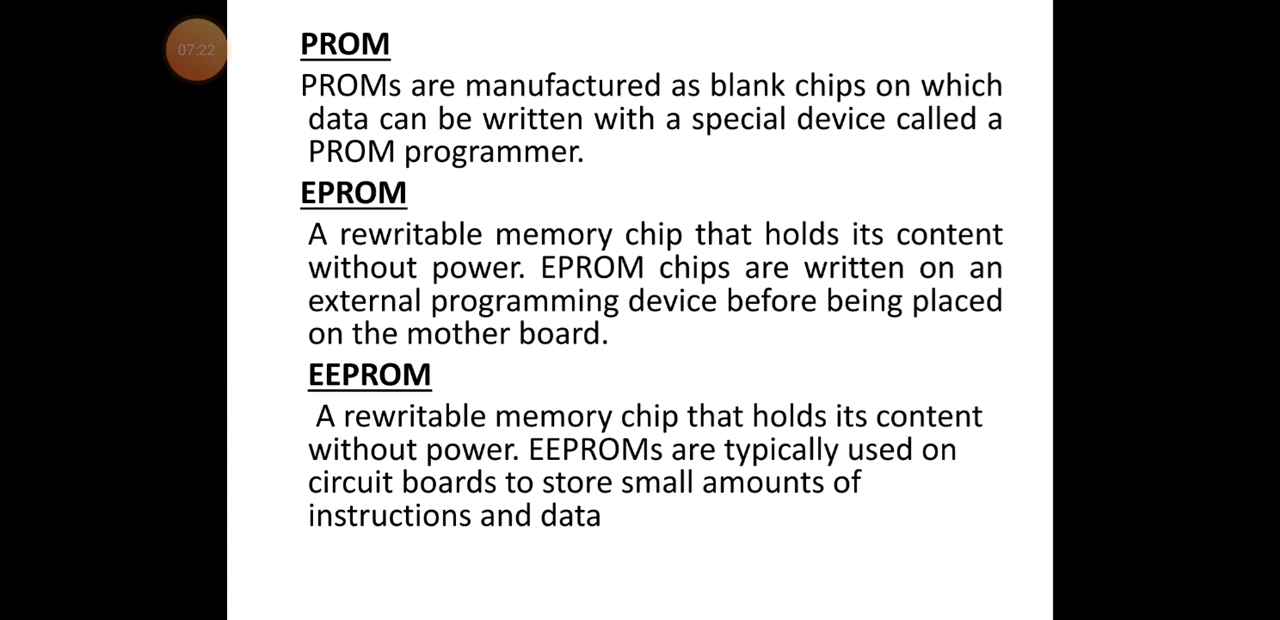 07:22
PROM
PROMs are manufactured as blank chips on which
data can be written with a special device called a
PROM programmer.
EPROM
A rewritable memory chip that holds its content
without power. EPROM chips are written on an
external programming device before being placed
on the mother board.
EEPROM
A rewritable memory chip that holds its content
without power. EEPROMs are typically used on
circuit boards to store small amounts of
instructions and data